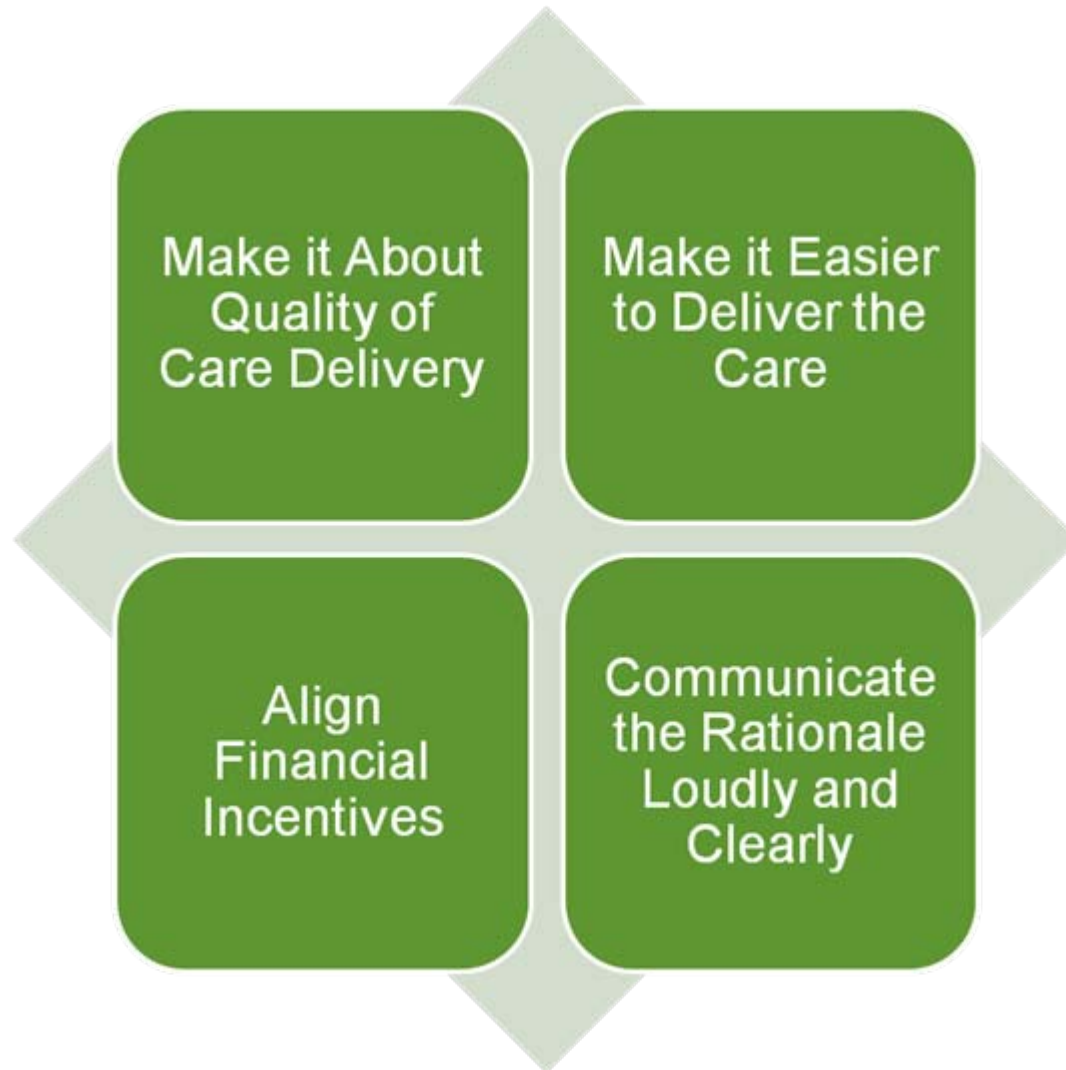 Make it About
Quality of
Care Delivery
Make it Easier
to Deliver the
Care
Align
Financial
Incentives
Communicate
the Rationale
Loudly and
Clearly